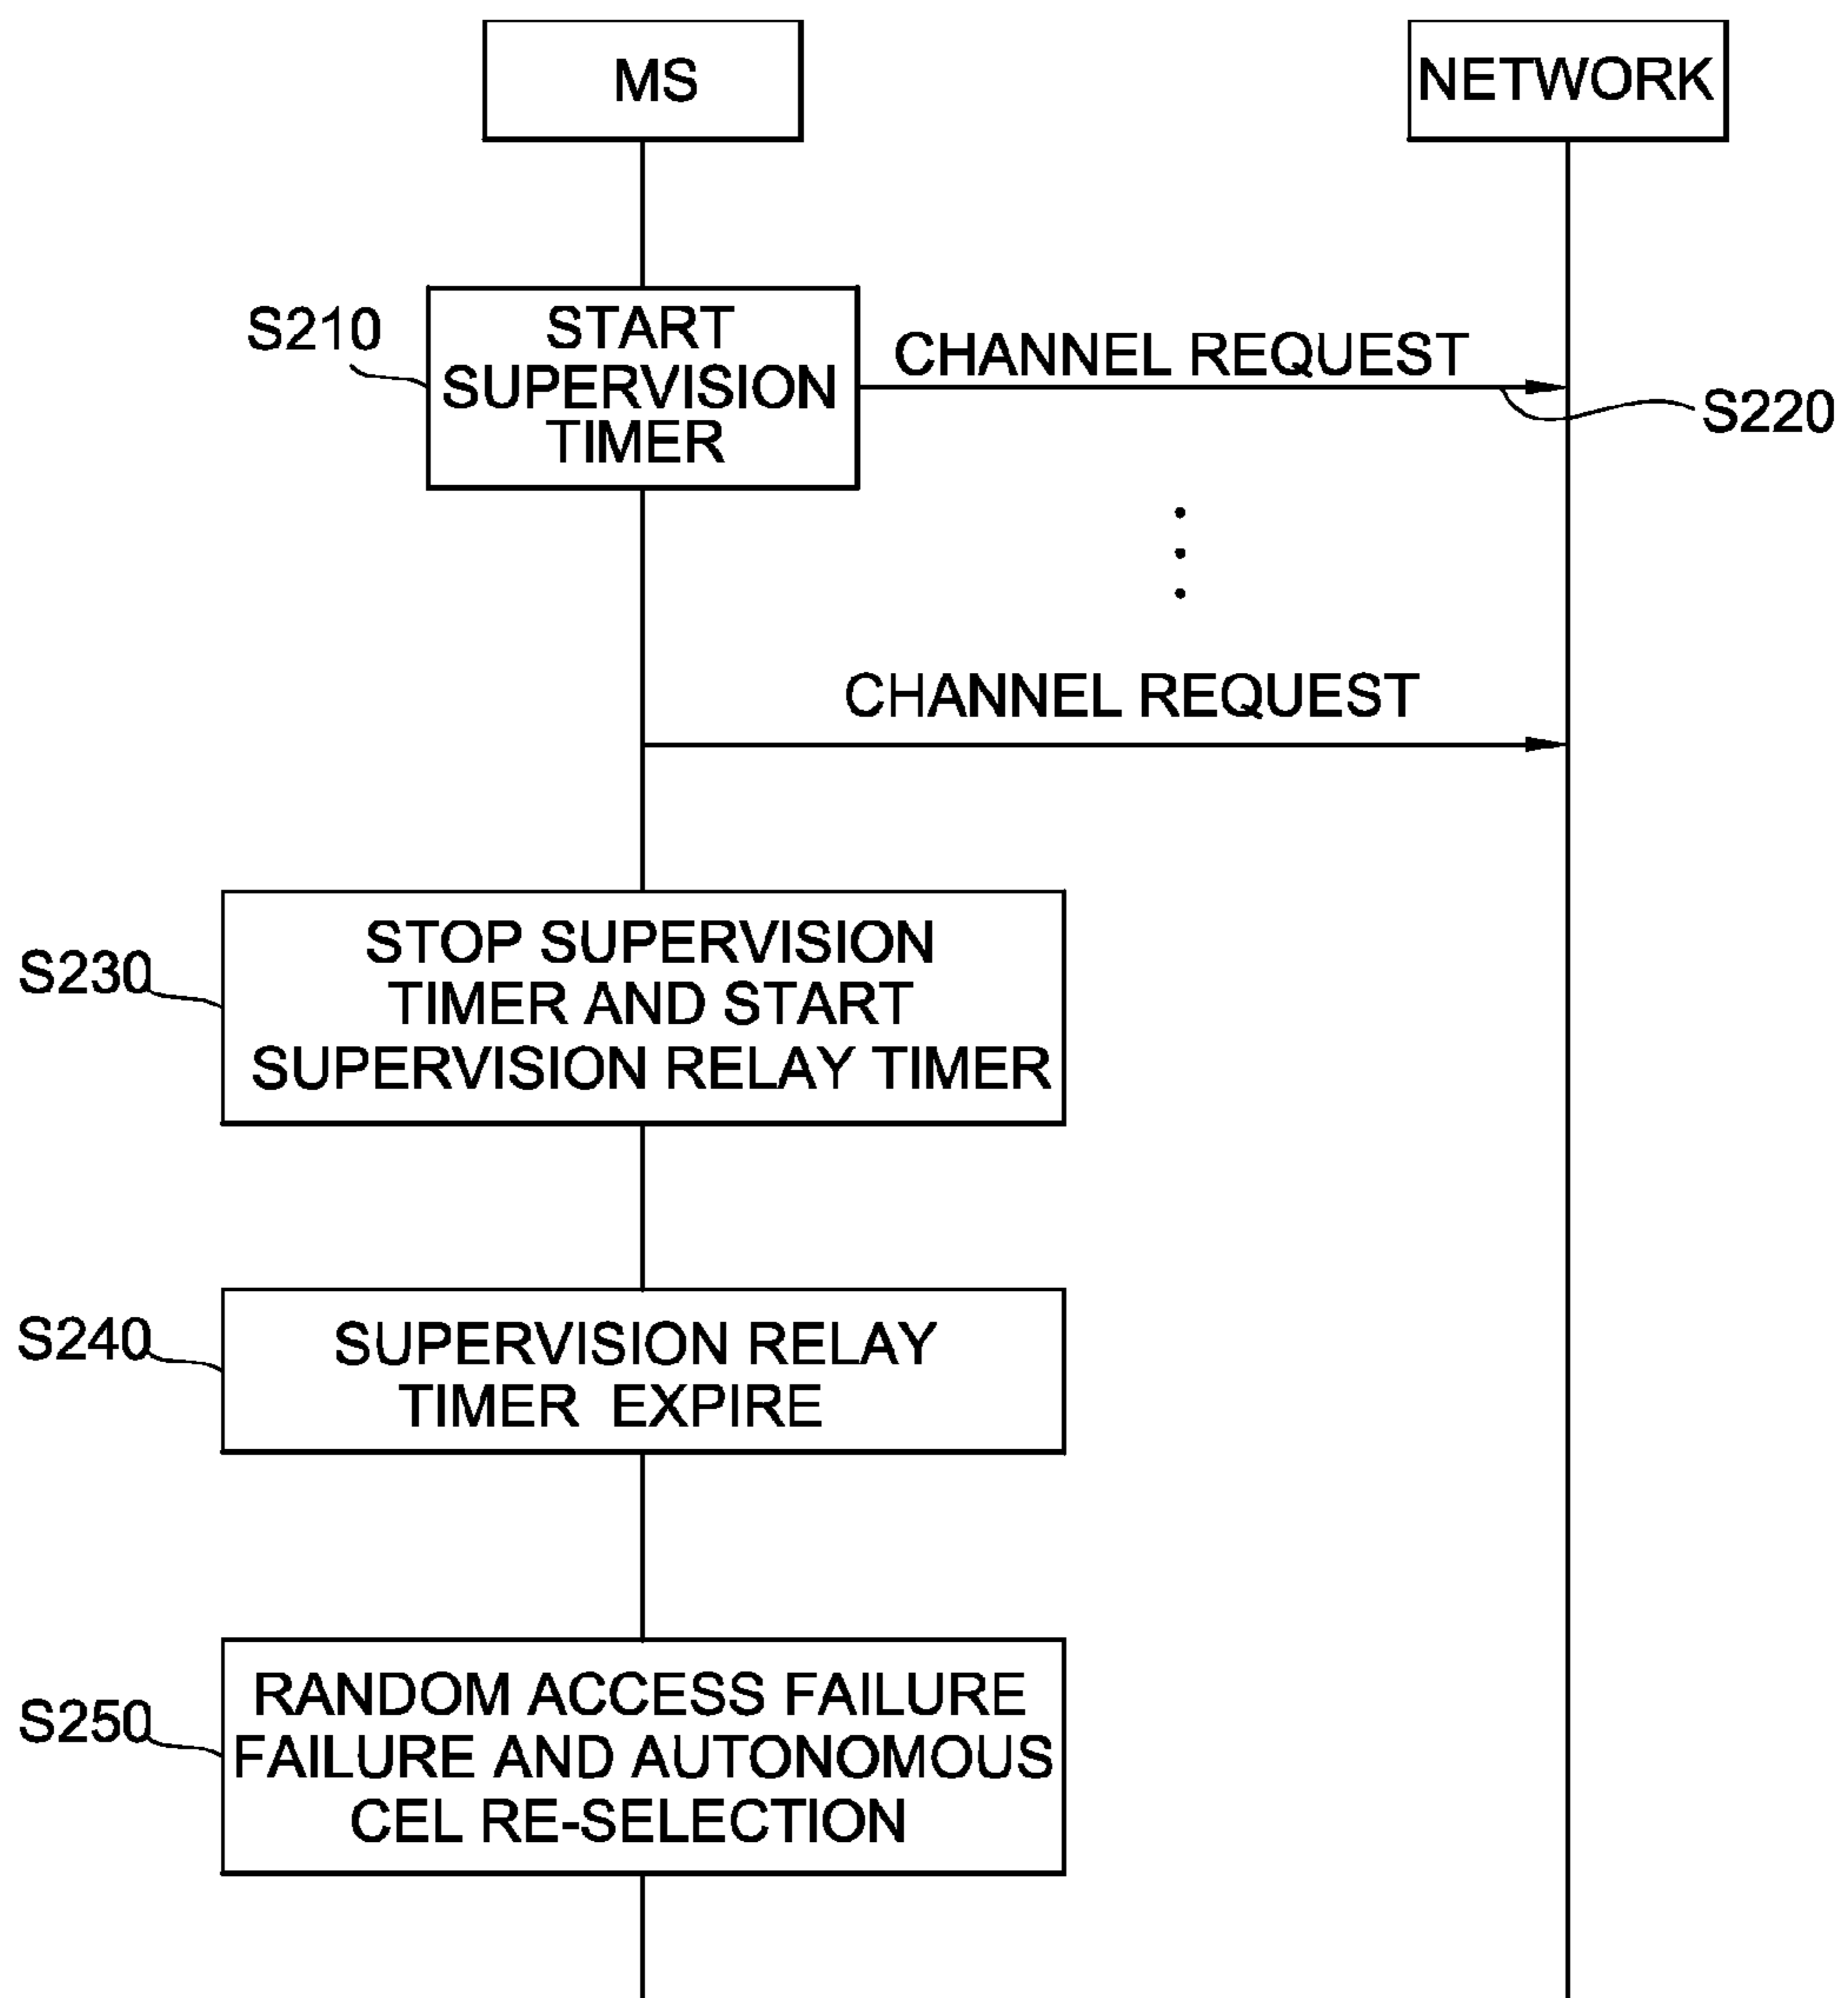 MS
NETWORK
S210
START
SUPERVISION
TIMER
CHANNEL REQUEST
S220
CHANNEL REQUEST
S230
STOP SUPERVISION
TIMER AND START
SUPERVISION RELAY TIMER
S240
SUPERVISION RELAY
TIMER EXPIRE
S250
RANDOM ACCESS FAILURE
FAILURE AND AUTONOMOUS
CEL RE-SELECTION